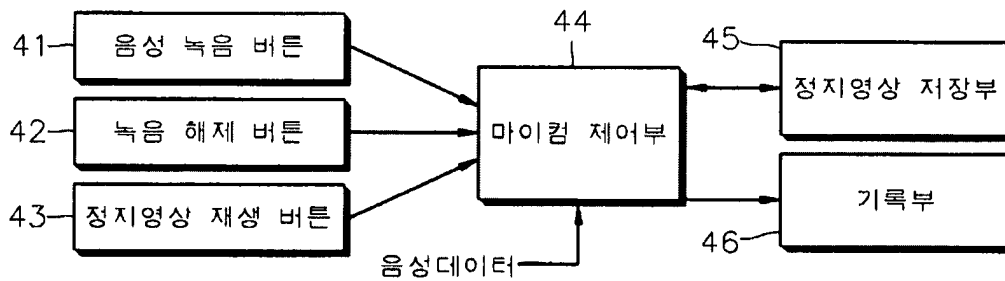 41
음성 녹음 버튼
42
녹음 해제 버튼
43
정지영상 재생 버튼
44
마이컴 제어부
음성데이터
45
정지영상 저장부
기록부
46